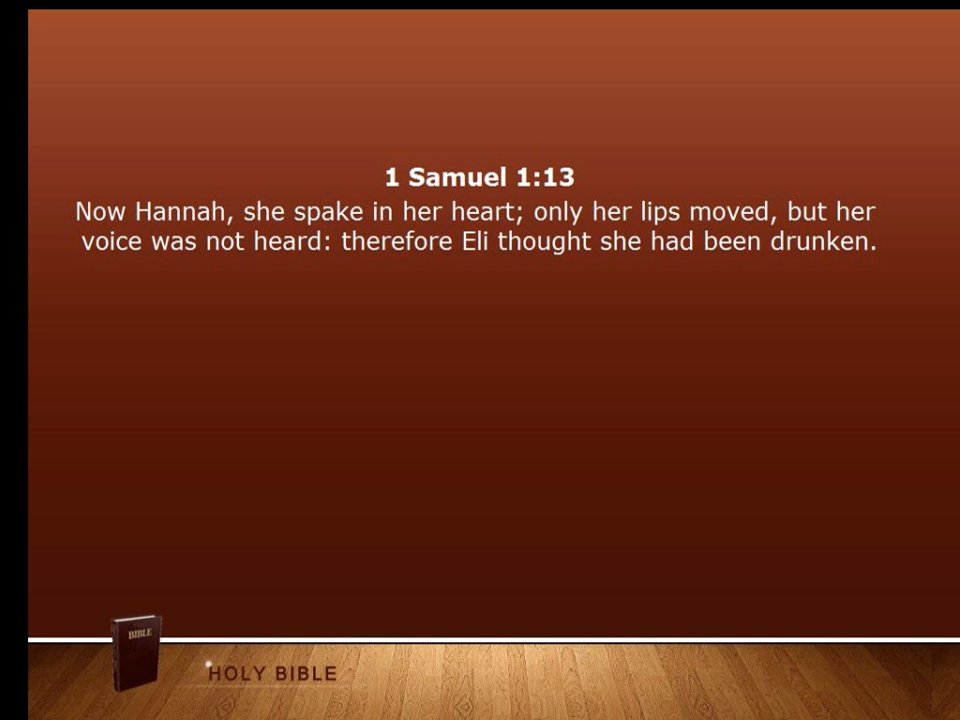 1 Samuel 1:13
Now Hannah, she spake in her heart; only her lips moved, but her
voice was not heard: therefore Eli thought she had been drunken.
BIBLE
HOLY BIBLE